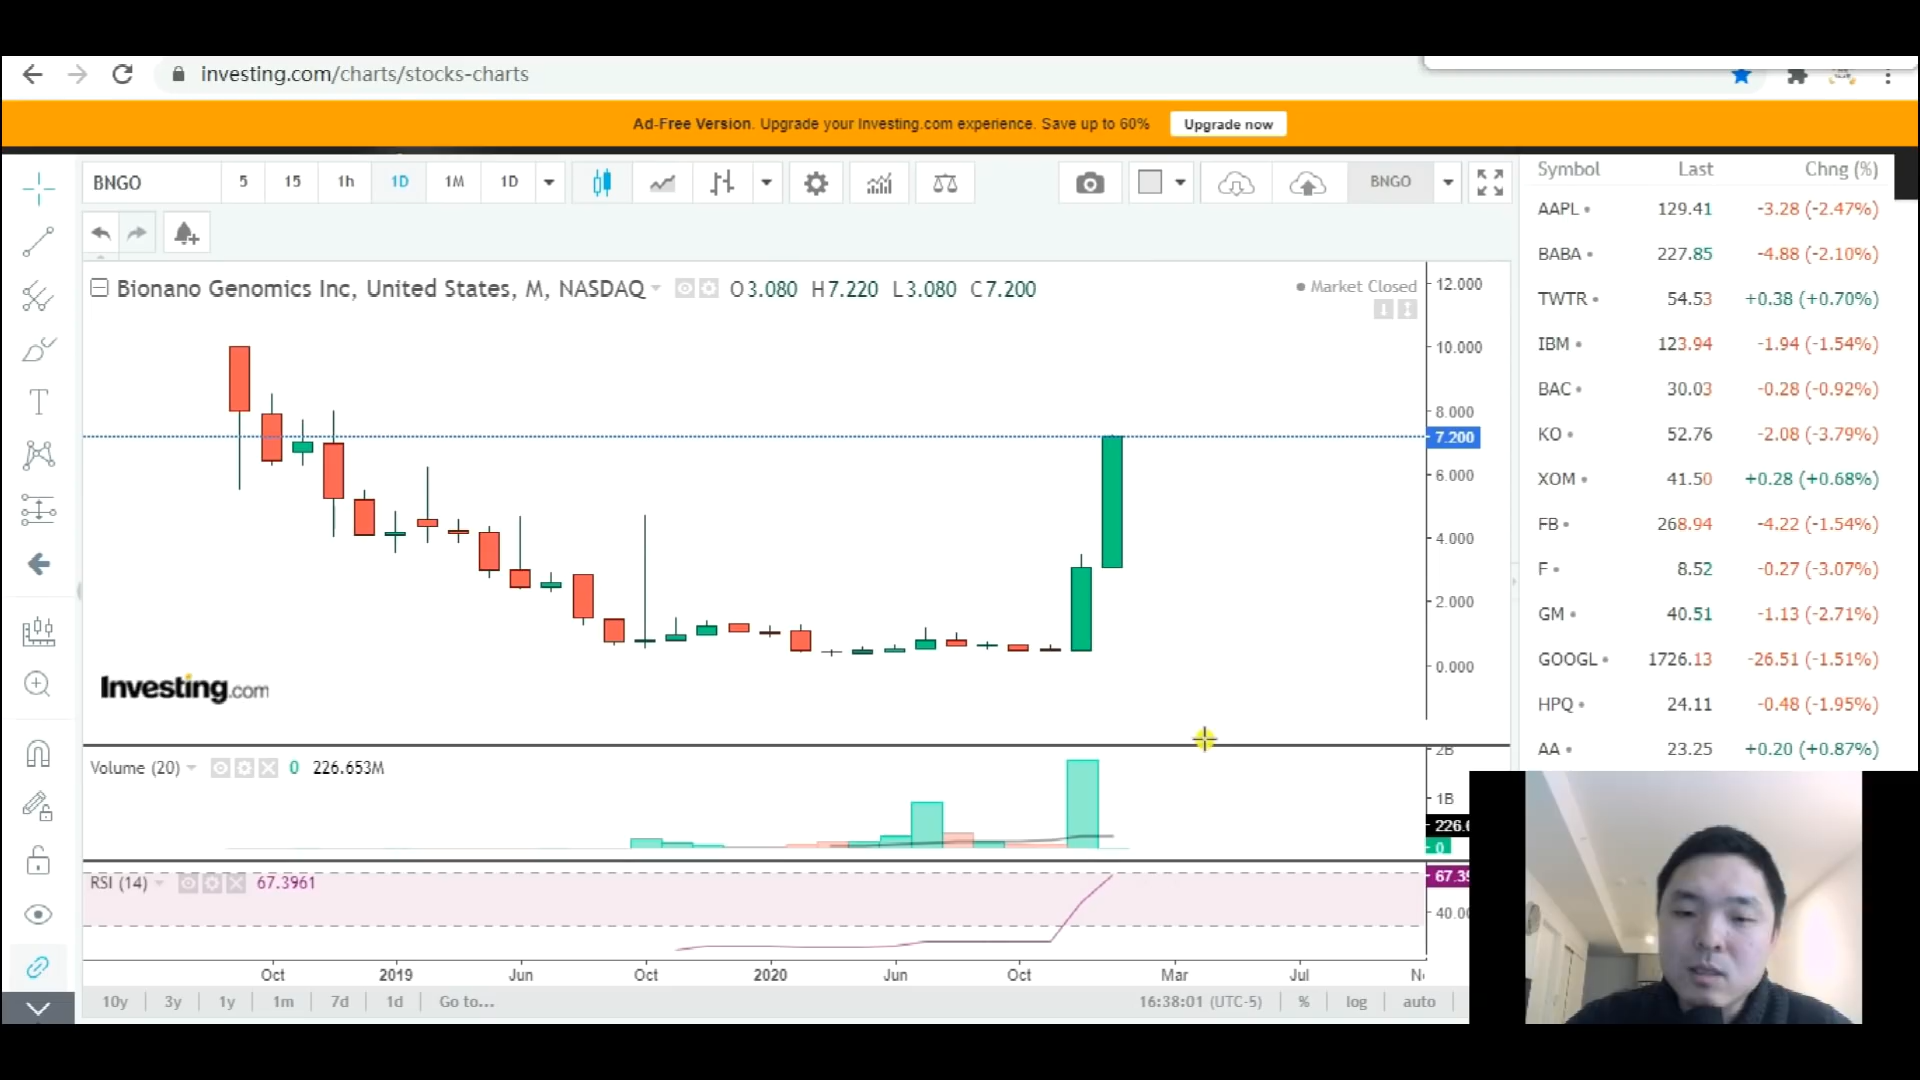 investing.com/charts/stocks-charts
Ad-Free Version. Upgrade your Investing.com experience. Save up to 60% Upgrade now
BNGO 5 15 1h 1D 1M 1D BNGO
Bionano Genomics Inc, United States, M, NASDAQ O3.080 H7.220 L3.080 C7.200 Market Closed
12.000
10.000
8.000
7.200
6.000
4.000
2.000
0.000
Investing.com
Volume (20) 0 226.653M
2B
1B
226.6
0
RSI (14) 67.3961
67.39
40.00
Oct 2019 Jun Oct 2020 Jun Oct Mar Jul
10y 3y 1y 1m 7d 1d Go to... 16:38:01 (UTC-5) % log auto
Symbol Last Chng (%)
AAPL 129.41 -3.28 (-2.47%)
BABA 227.85 -4.88 (-2.10%)
TWTR 54.53 +0.38 (+0.70%)
IBM 123.94 -1.94 (-1.54%)
BAC 30.03 -0.28 (-0.92%)
KO 52.76 -2.08 (-3.79%)
XOM 41.50 +0.28 (+0.68%)
FB 268.94 -4.22 (-1.54%)
F 8.52 -0.27 (-3.07%)
GM 40.51 -1.13 (-2.71%)
GOOGL 1726.13 -26.51 (-1.51%)
HPQ 24.11 -0.48 (-1.95%)
AA 23.25 +0.20 (+0.87%)